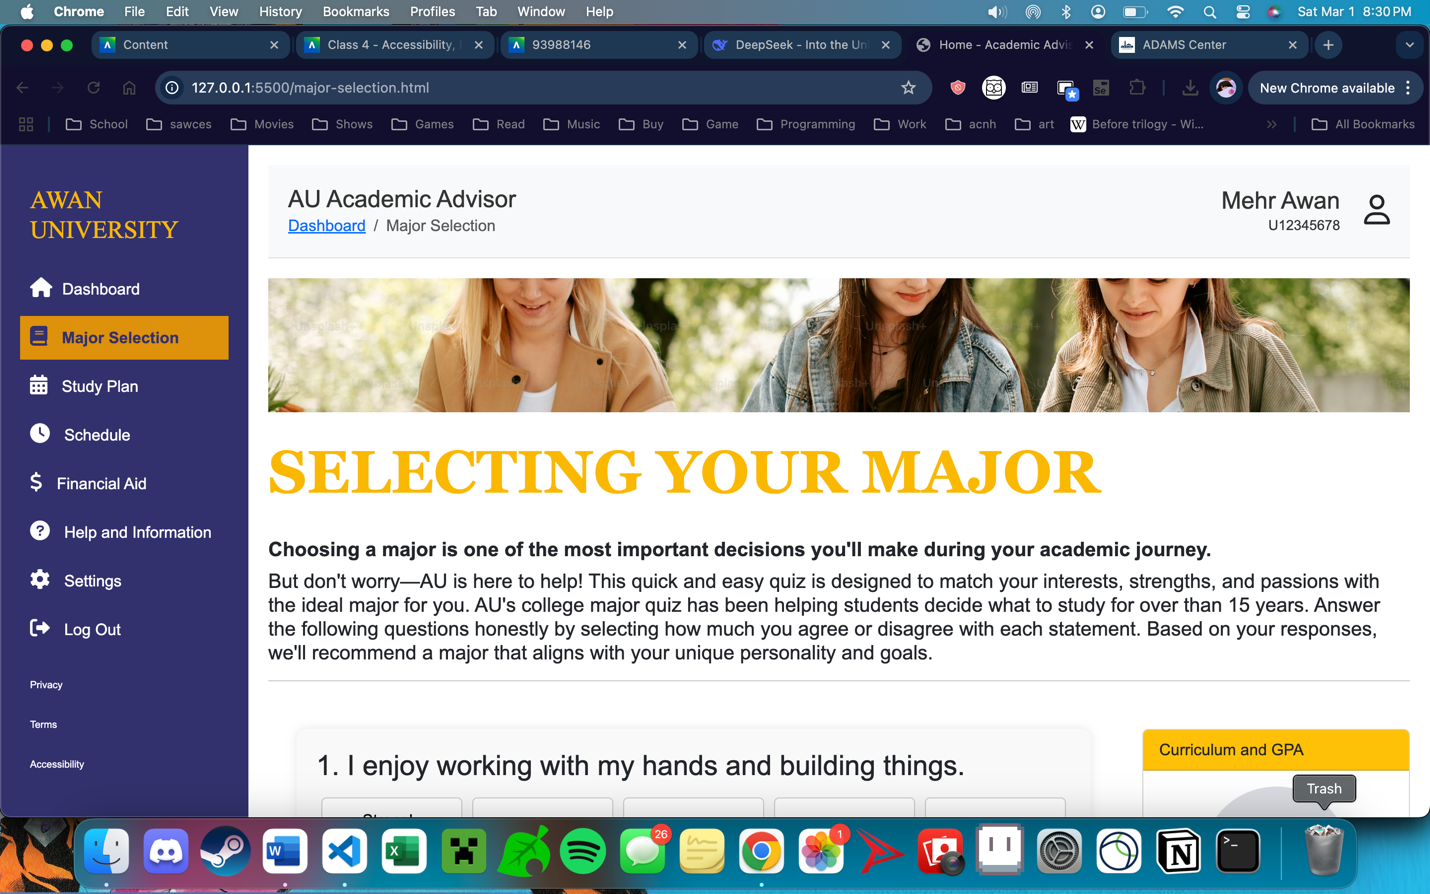 Chrome File Edit View History Bookmarks Profiles Tab Window Help Sat Mar 1 8:30 PM
Content
Class 4 - Accessibility,
93988146
DeepSeek - Into the Un
Home - Academic Advis
ADAMS Center
127.0.0.1:5500/major-selection.html
New Chrome available
School sawces Movies Shows Games Read Music Buy Game Programming Work acnh art Before trilogy - Wi... All Bookmarks
AWAN
UNIVERSITY
Dashboard
Major Selection
Study Plan
Schedule
Financial Aid
Help and Information
Settings
Log Out
Privacy
Terms
Accessibility
AU Academic Advisor
Dashboard / Major Selection
Mehr Awan
U12345678
SELECTING YOUR MAJOR
Choosing a major is one of the most important decisions you'll make during your academic journey.
But don't worry—AU is here to help! This quick and easy quiz is designed to match your interests, strengths, and passions with
the ideal major for you. AU's college major quiz has been helping students decide what to study for over than 15 years. Answer
the following questions honestly by selecting how much you agree or disagree with each statement. Based on your responses,
we'll recommend a major that aligns with your unique personality and goals.
1. I enjoy working with my hands and building things.
Curriculum and GPA
Trash
26
1